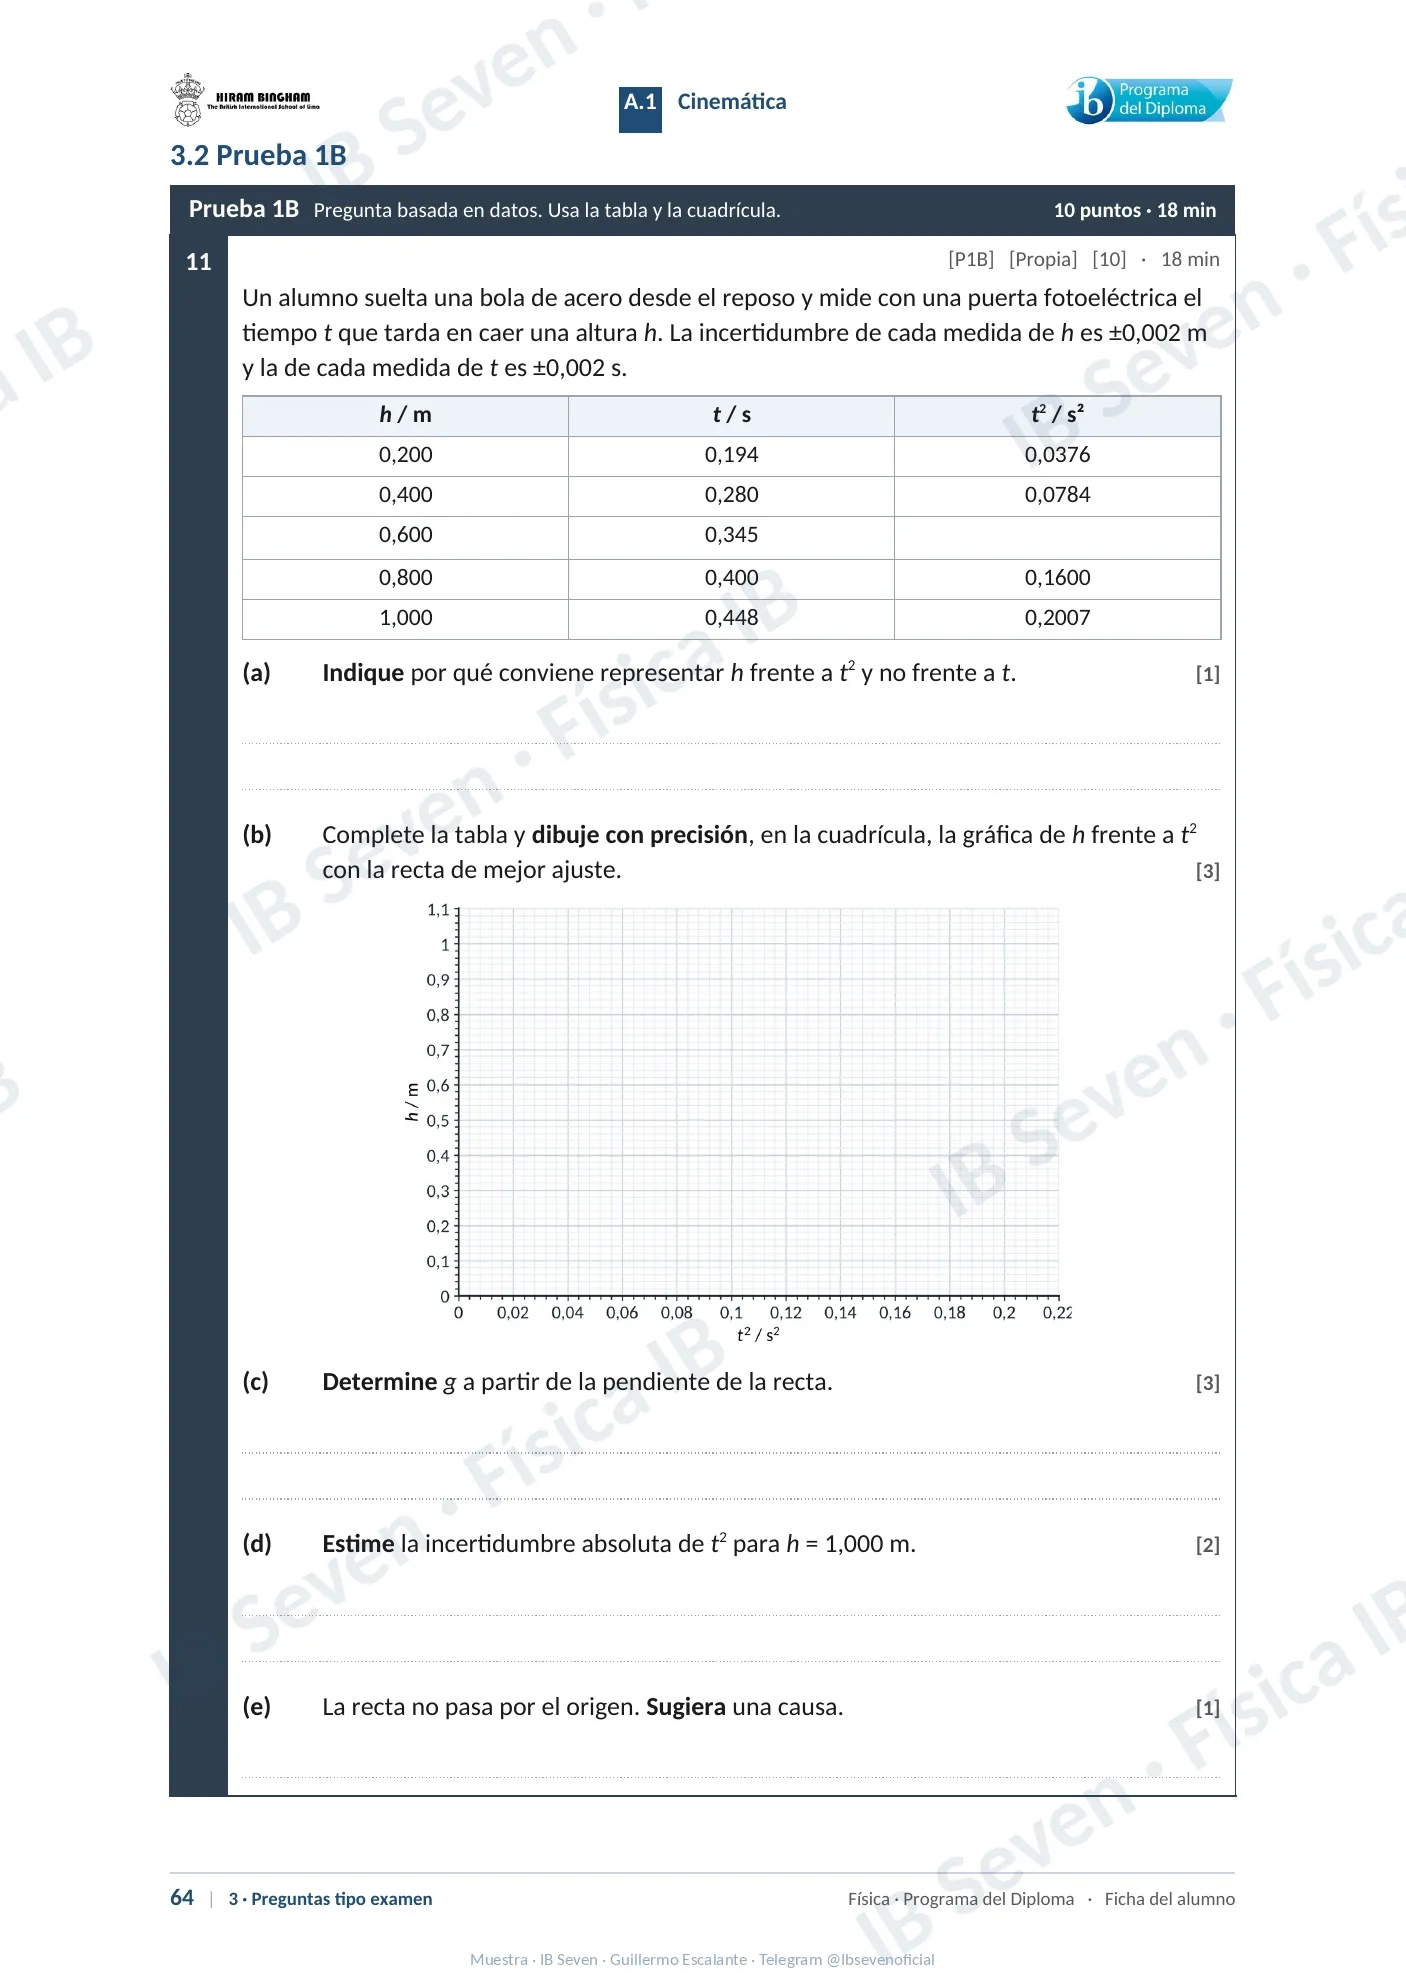 HIRAM BINGHAM
The British International School of Lima
A.1 Cinemática
Programa
del Diploma
3.2 Prueba 1B
Prueba 1B Pregunta basada en datos. Usa la tabla y la cuadrícula. 10 puntos · 18 min
11
[P1B] [Propia] [10] · 18 min
Un alumno suelta una bola de acero desde el reposo y mide con una puerta fotoeléctrica el
tiempo t que tarda en caer una altura h. La incertidumbre de cada medida de h es ±0,002 m
y la de cada medida de t es ±0,002 s.
h / m t / s t² / s²
0,200 0,194 0,0376
0,400 0,280 0,0784
0,600 0,345
0,800 0,400 0,1600
1,000 0,448 0,2007
(a) Indique por qué conviene representar h frente a t² y no frente a t. [1]
(b) Complete la tabla y dibuje con precisión, en la cuadrícula, la gráfica de h frente a t²
con la recta de mejor ajuste. [3]
1,1
1
0,9
0,8
0,7
0,6
0,5
0,4
0,3
0,2
0,1
0
h / m
0 0,02 0,04 0,06 0,08 0,1 0,12 0,14 0,16 0,18 0,2 0,22
t² / s²
(c) Determine g a partir de la pendiente de la recta. [3]
(d) Estime la incertidumbre absoluta de t² para h = 1,000 m. [2]
(e) La recta no pasa por el origen. Sugiera una causa. [1]
64 | 3 · Preguntas tipo examen Física · Programa del Diploma · Ficha del alumno
Muestra · IB Seven · Guillermo Escalante · Telegram @Ibsevenoficial
IB Seven · Física IB